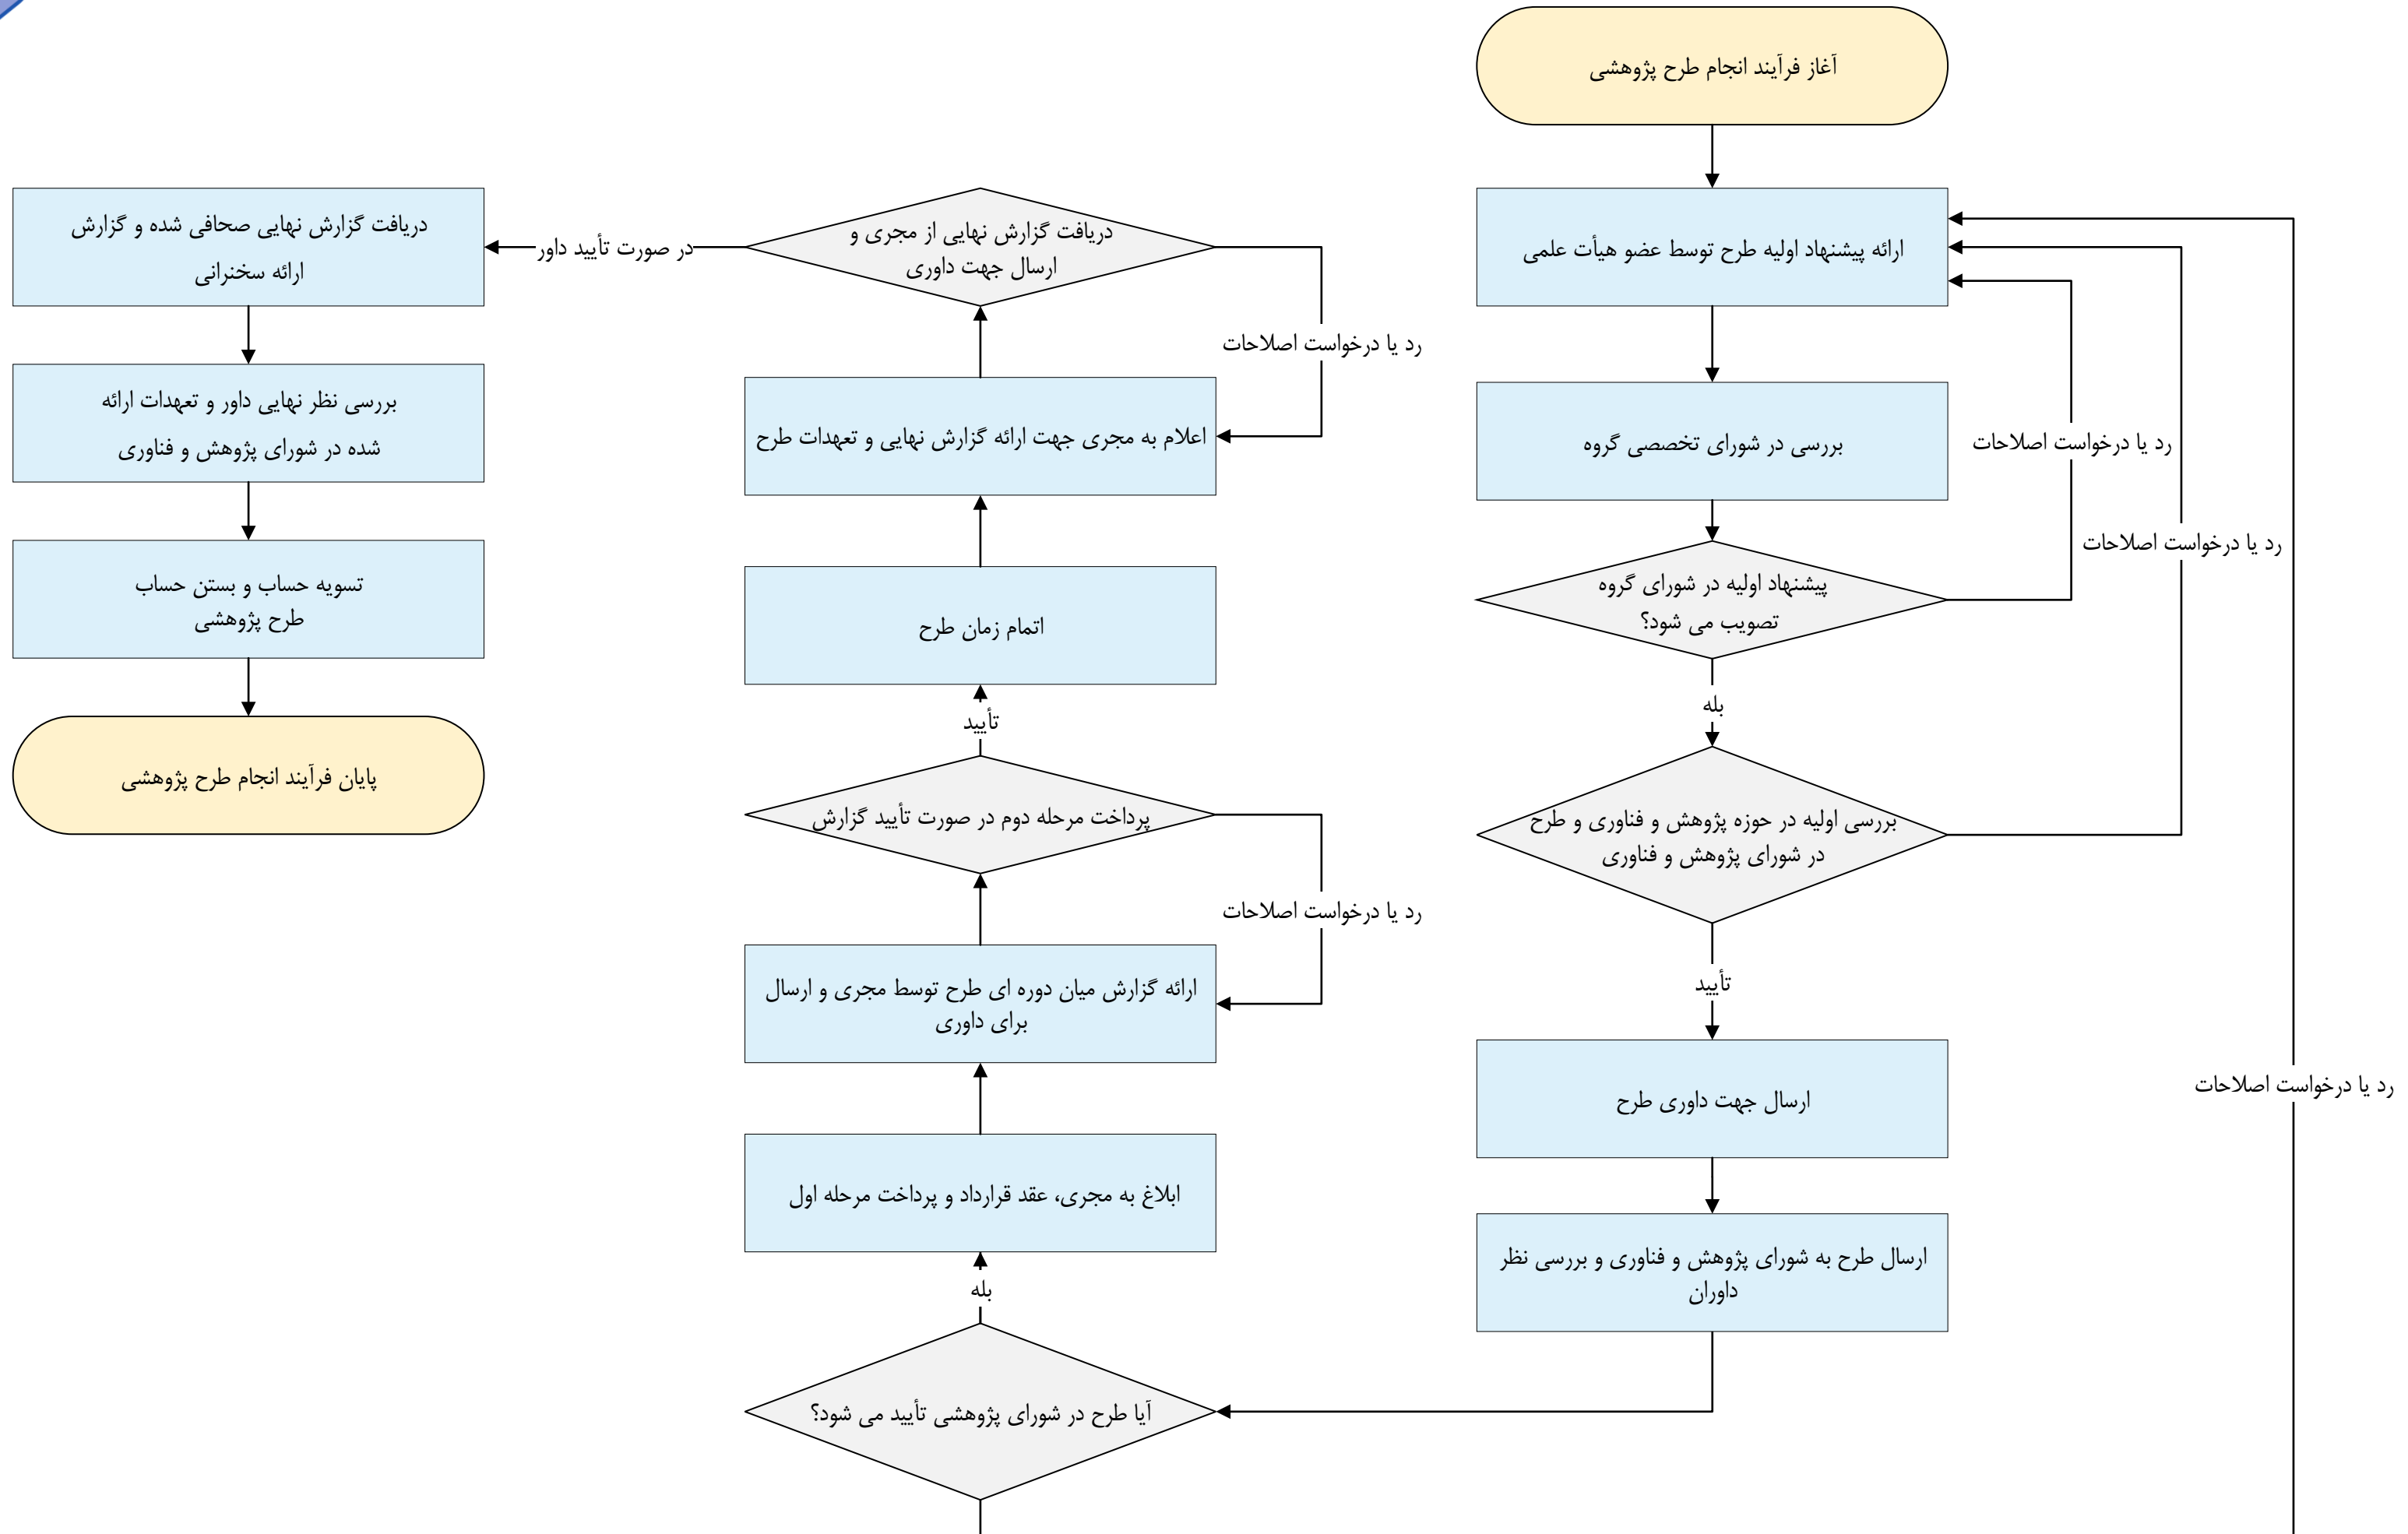 آغاز فرآیند انجام طرح پژوهشی
ارائه پیشنهاد اولیه طرح توسط عضو هیأت علمی
بررسی در شورای تخصصی گروه
پیشنهاد اولیه در شورای گروه
تصویب می شود؟
رد یا درخواست اصلاحات
بله
بررسی اولیه در حوزه پژوهش و فناوری و طرح
در شورای پژوهش و فناوری
رد یا درخواست اصلاحات
تأیید
ارسال جهت داوری طرح
ارسال طرح به شورای پژوهش و فناوری و بررسی نظر
داوران
آیا طرح در شورای پژوهشی تأیید می شود؟
رد یا درخواست اصلاحات
بله
ابلاغ به مجری، عقد قرارداد و پرداخت مرحله اول
ارائه گزارش میان دوره ای طرح توسط مجری و ارسال
برای داوری
پرداخت مرحله دوم در صورت تأیید گزارش
رد یا درخواست اصلاحات
تأیید
اتمام زمان طرح
اعلام به مجری جهت ارائه گزارش نهایی و تعهدات طرح
دریافت گزارش نهایی از مجری و
ارسال جهت داوری
رد یا درخواست اصلاحات
در صورت تأیید داور
دریافت گزارش نهایی صحافی شده و گزارش
ارائه سخنرانی
بررسی نظر نهایی داور و تعهدات ارائه
شده در شورای پژوهش و فناوری
تسویه حساب و بستن حساب
طرح پژوهشی
پایان فرآیند انجام طرح پژوهشی